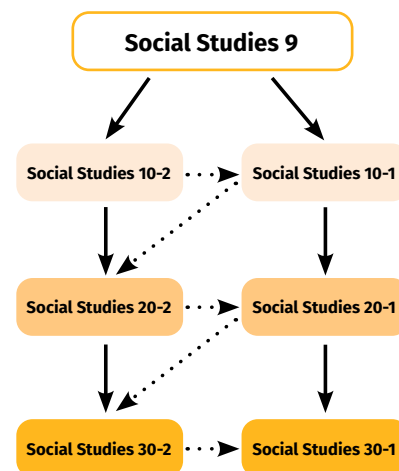 Social Studies 9
Social Studies 10-2
Social Studies 10-1
Social Studies 20-2
Social Studies 20-1
Social Studies 30-2
Social Studies 30-1